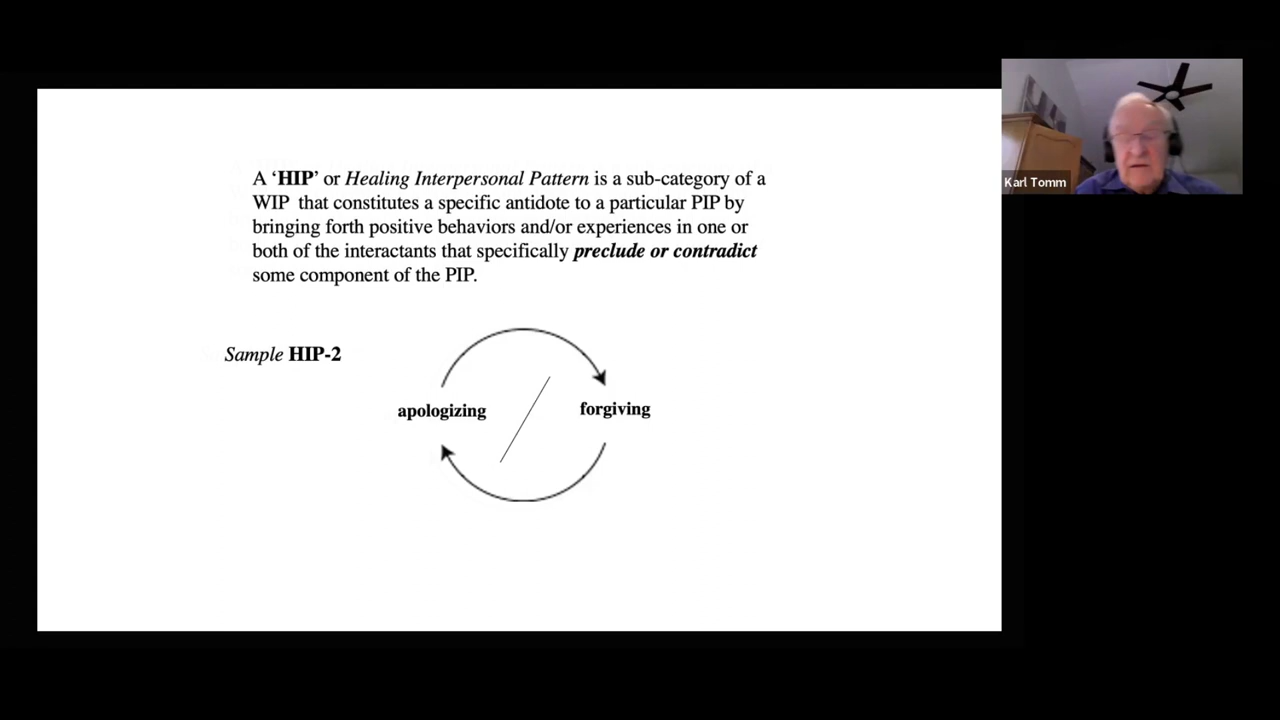 A ‘HIP’ or Healing Interpersonal Pattern is a sub-category of a
WIP that constitutes a specific antidote to a particular PIP by
bringing forth positive behaviors and/or experiences in one or
both of the interactants that specifically preclude or contradict
some component of the PIP.
Sample HIP-2
apologizing
forgiving
Karl Tomm